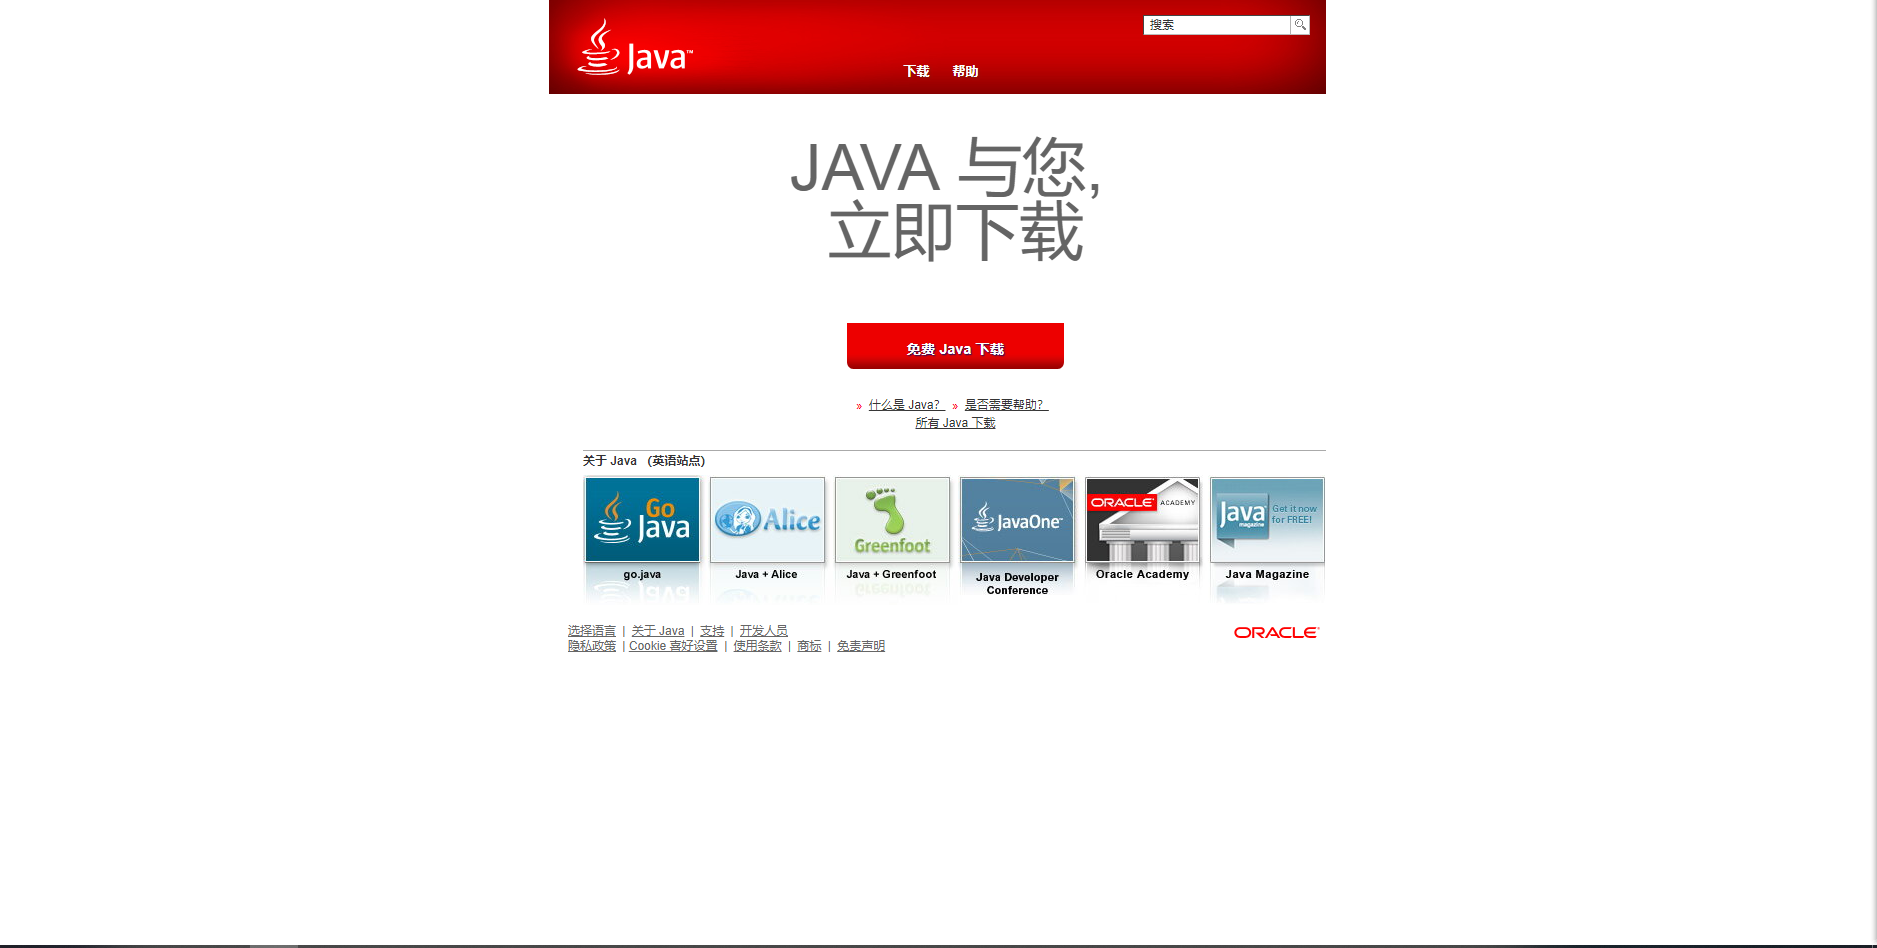 Java™
搜索
下载 帮助
JAVA 与您,
立即下载
免费 Java 下载
» 什么是 Java? » 是否需要帮助?
所有 Java 下载
关于 Java (英语站点)
Go
Java
Alice
Greenfoot
JavaOne™
ORACLE ACADEMY
Java magazine
Get it now
for FREE!
go.java
Java + Alice
Java + Greenfoot
Java Developer
Conference
Oracle Academy
Java Magazine
选择语言 | 关于 Java | 支持 | 开发人员
隐私政策 | Cookie 喜好设置 | 使用条款 | 商标 | 免责声明
ORACLE